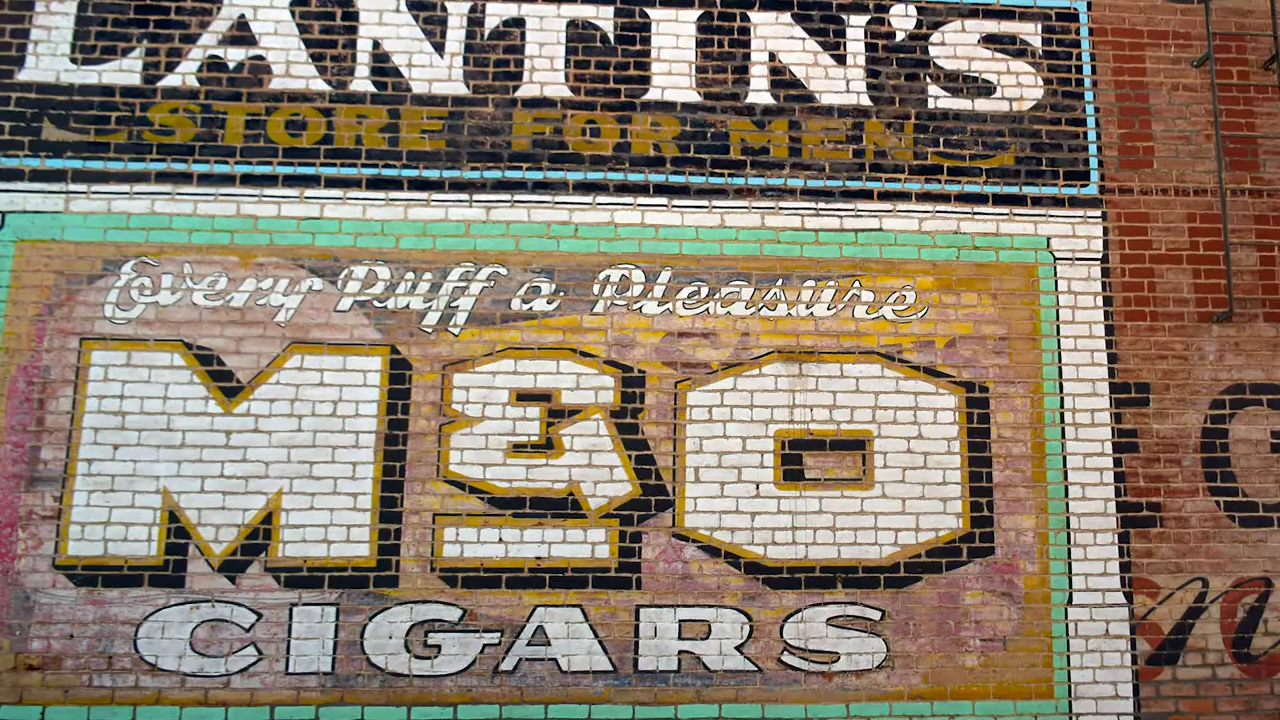 LANTIN'S
STORE FOR MEN
Every Puff a Pleasure
M&O
CIGARS